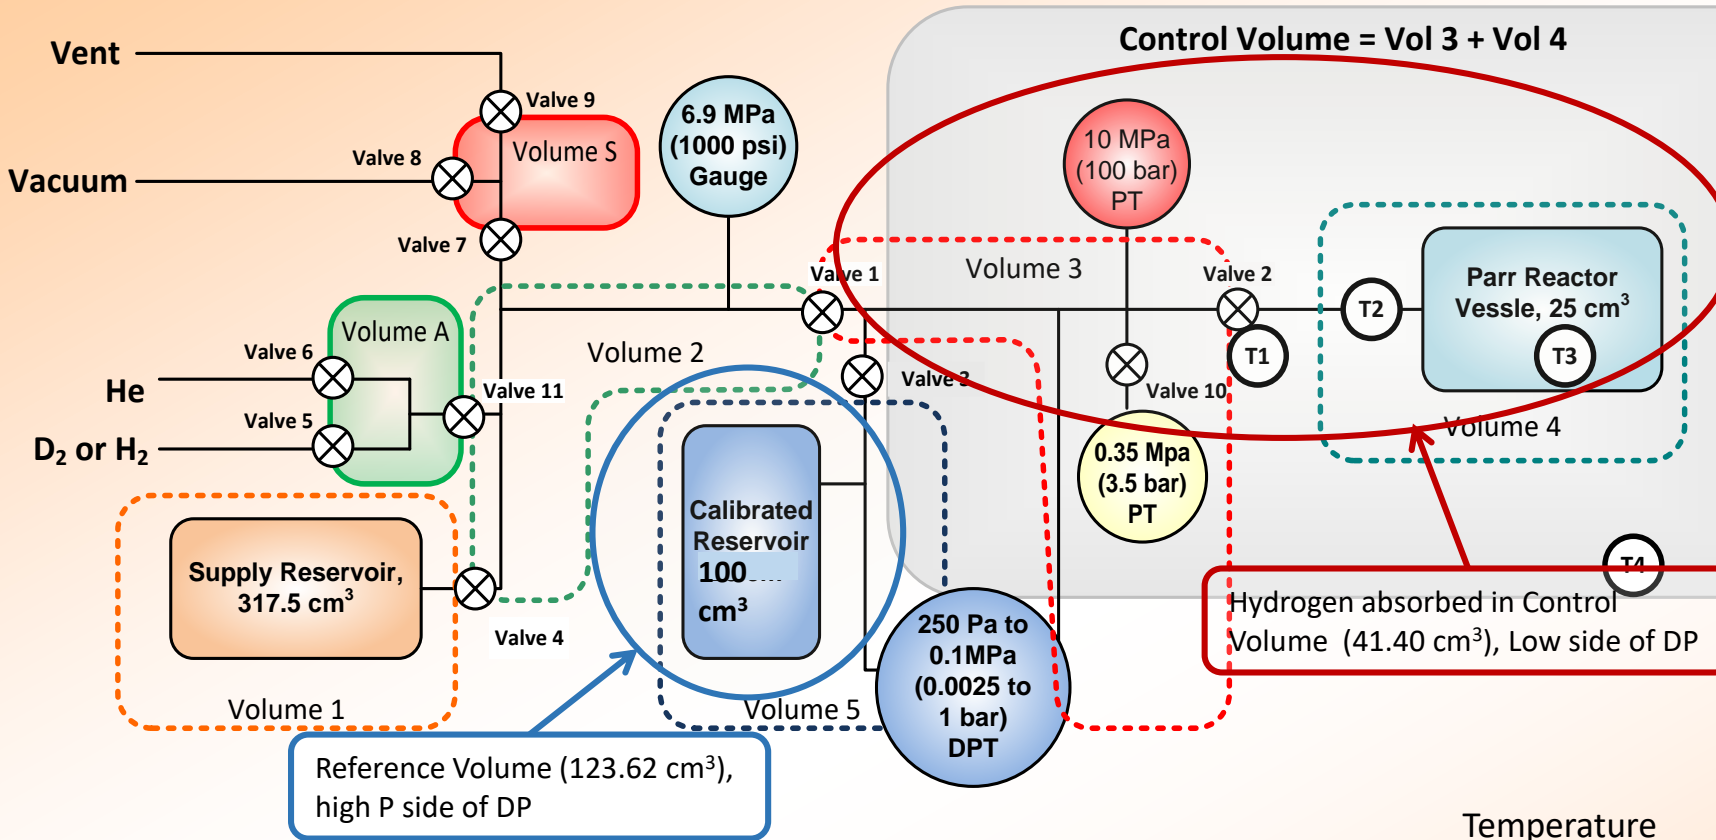 Control Volume = Vol 3 + Vol 4
Vent
Valve 9
6.9 MPa
(1000 psi)
Gauge
10 MPa
(100 bar)
PT
Valve 8
Volume S
Vacuum
Valve 7
Valve 1
Volume 3
Valve 2
Parr Reactor
Vessle, 25 cm³
T2
T1
T3
Volume A
Valve 6
Volume 2
He
Valve 11
Valve 3
Valve 10
Valve 5
D₂ or H₂
Volume 4
0.35 Mpa
(3.5 bar)
PT
Calibrated
Reservoir
100
cm³
Supply Reservoir,
317.5 cm³
T4
Valve 4
250 Pa to
0.1MPa
(0.0025 to
1 bar)
DPT
Hydrogen absorbed in Control
Volume (41.40 cm³), Low side of DP
Volume 1
Volume 5
Reference Volume (123.62 cm³),
high P side of DP
Temperature